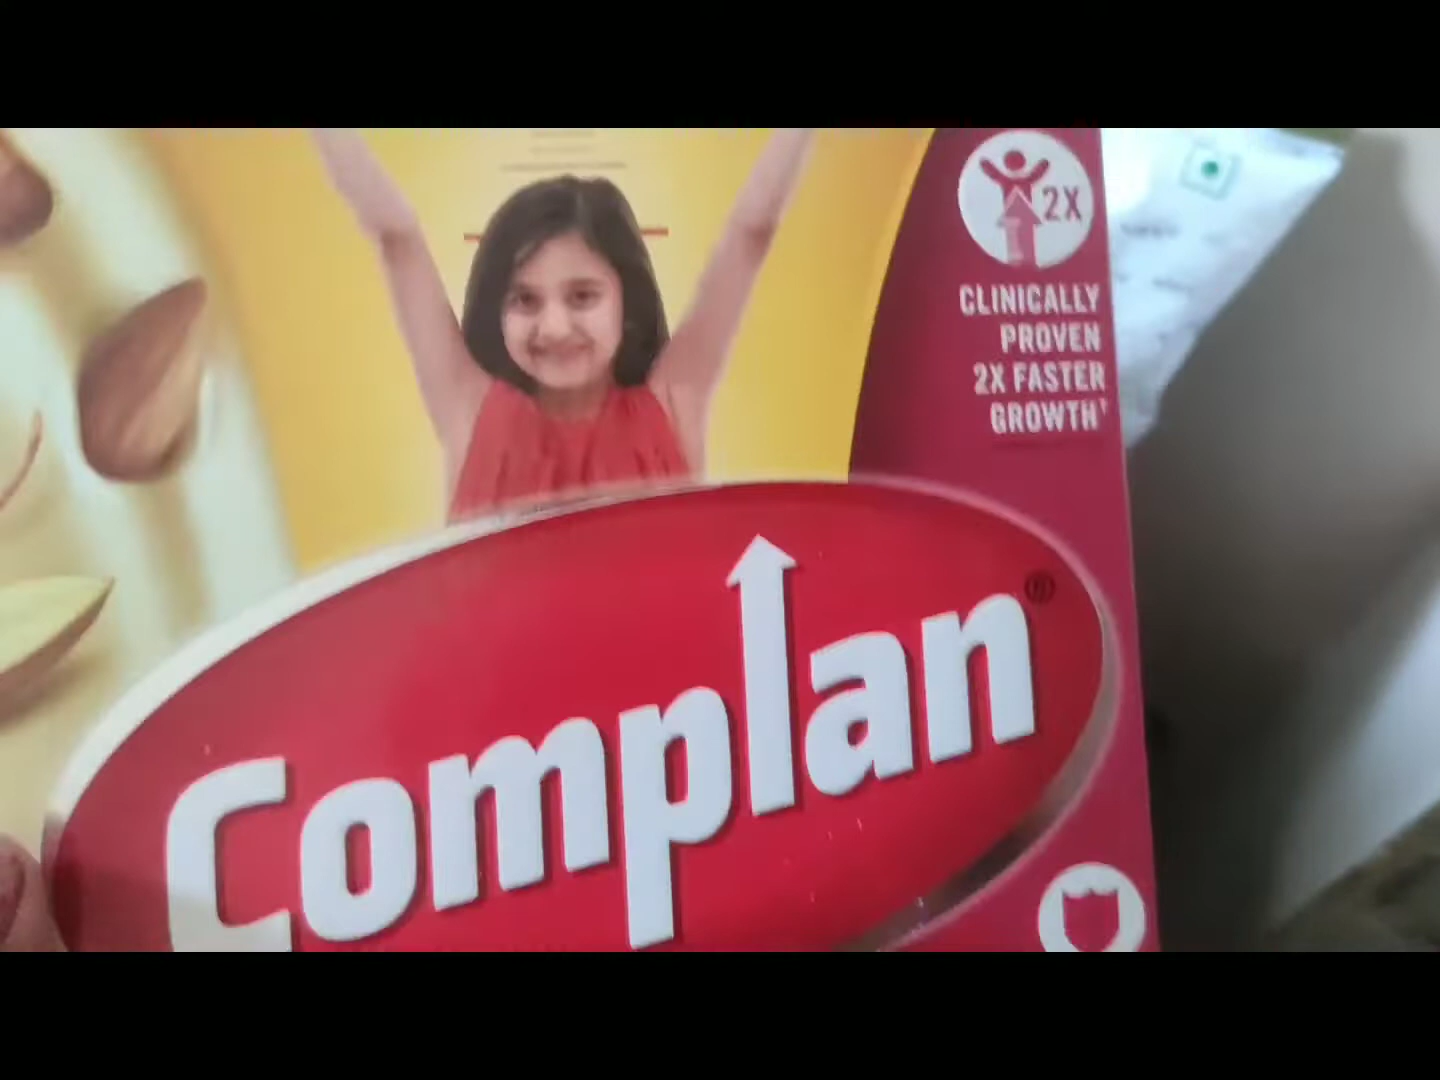 2X
CLINICALLY
PROVEN
2X FASTER
GROWTH†
Complan®